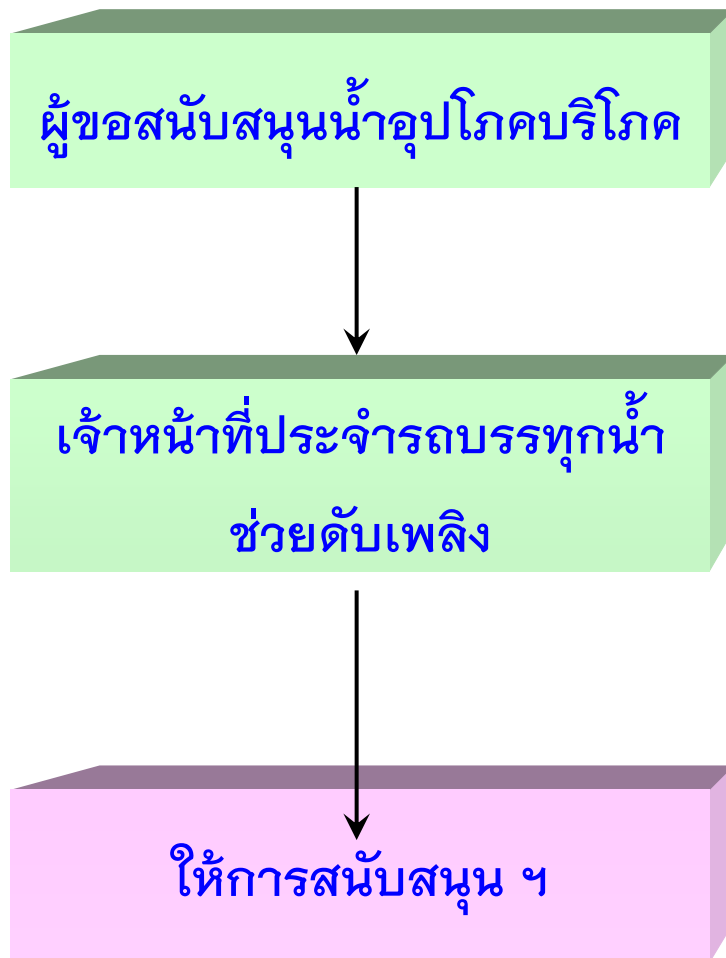 ผู้ขอสนับสนุนน้ำอุปโภคบริโภค
เจ้าหน้าที่ประจำรถบรรทุกน้ำ
ช่วยดับเพลิง
ให้การสนับสนุน ฯ